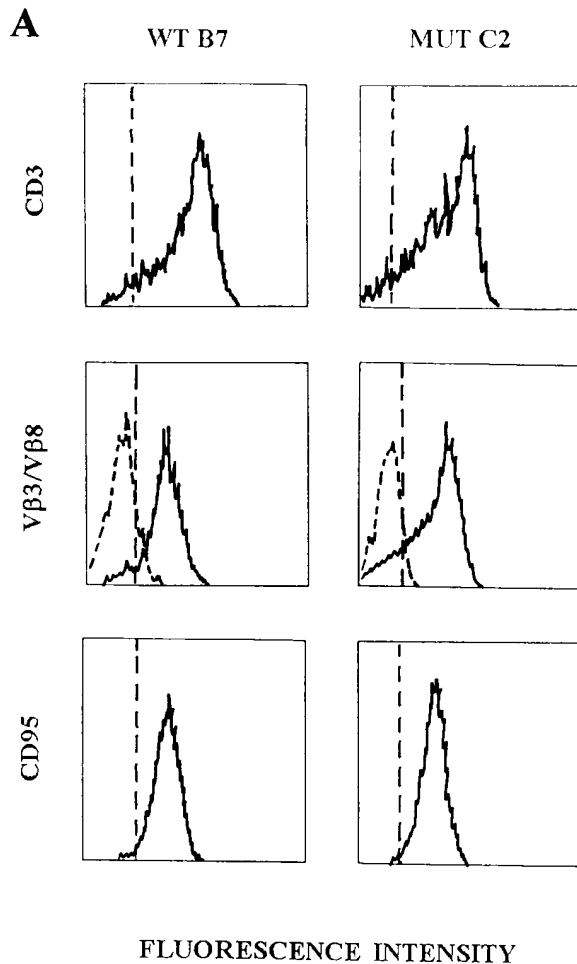 A
WT B7
MUT C2
CD3
Vβ3/Vβ8
CD95
FLUORESCENCE INTENSITY